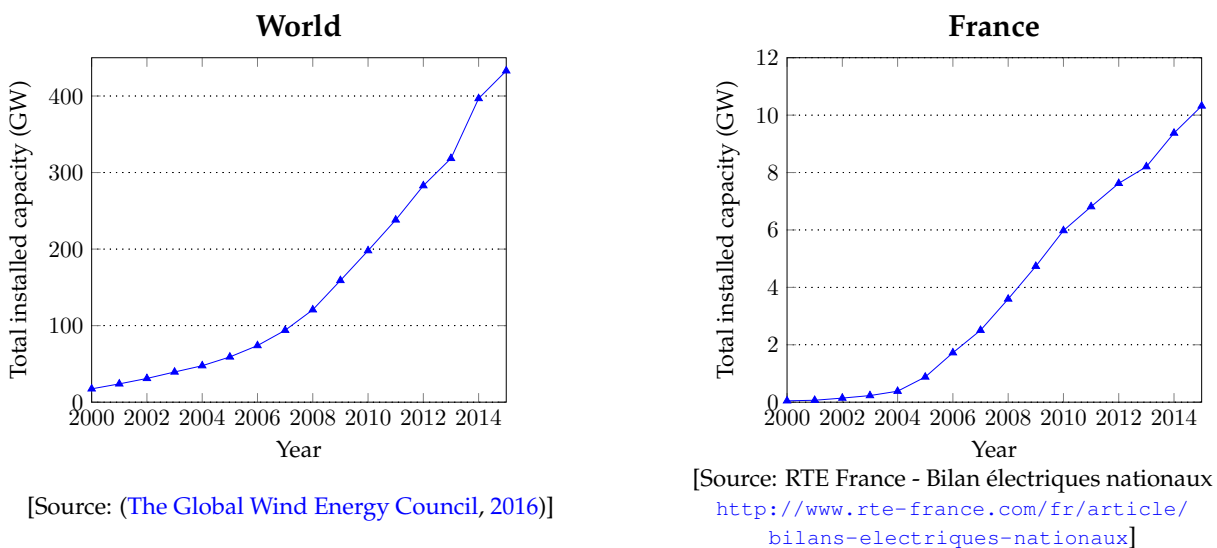 World
Total installed capacity (GW)
400
300
200
100
0
2000 2002 2004 2006 2008 2010 2012 2014
Year
[Source: (The Global Wind Energy Council, 2016)]
France
Total installed capacity (GW)
12
10
8
6
4
2
0
2000 2002 2004 2006 2008 2010 2012 2014
Year
[Source: RTE France - Bilan électriques nationaux
http://www.rte-france.com/fr/article/
bilans-electriques-nationaux]